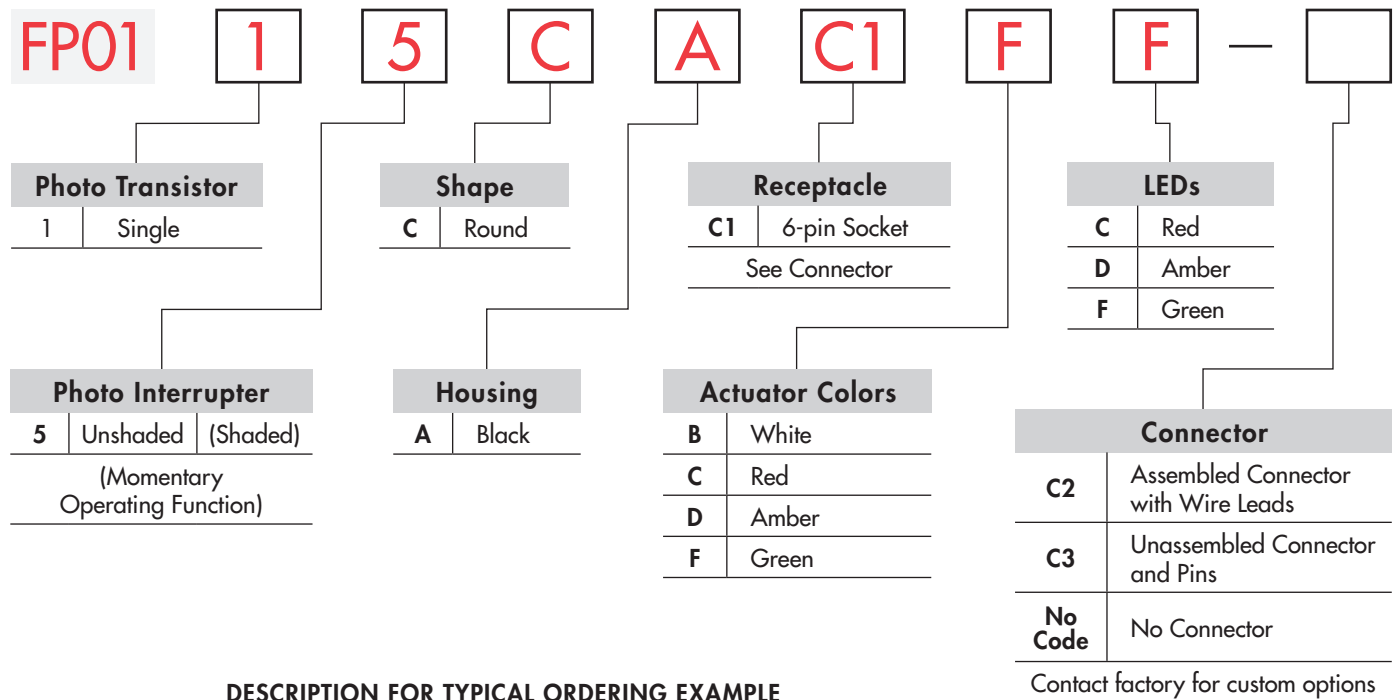 FP01 1 5 C A C1 F F —
Photo Transistor
1 Single
Shape
C Round
Receptacle
C1 6-pin Socket
See Connector
LEDs
C Red
D Amber
F Green
Photo Interrupter
5 Unshaded (Shaded)
(Momentary
Operating Function)
Housing
A Black
Actuator Colors
B White
C Red
D Amber
F Green
Connector
C2 Assembled Connector
with Wire Leads
C3 Unassembled Connector
and Pins
No
Code No Connector
Contact factory for custom options
DESCRIPTION FOR TYPICAL ORDERING EXAMPLE